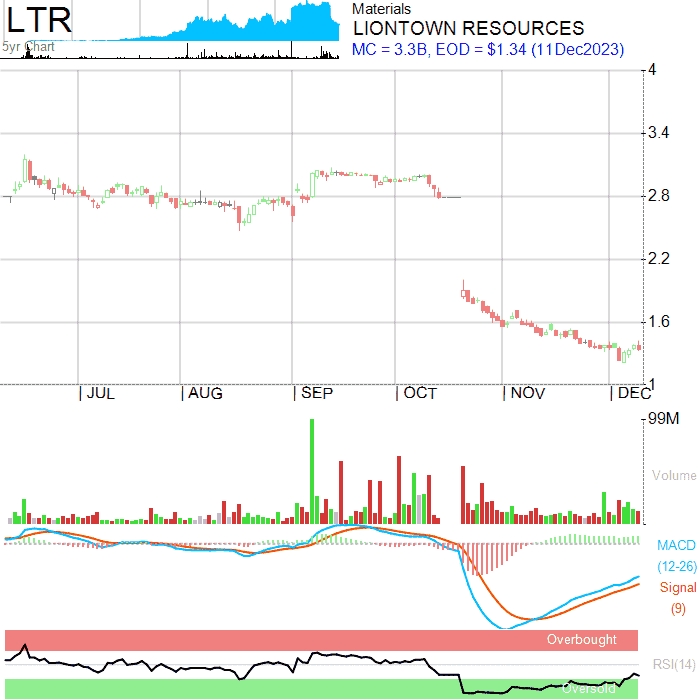 LTR
5yr Chart
Materials
LIONTOWN RESOURCES
MC = 3.3B, EOD = $1.34 (11Dec2023)
4
3.4
2.8
2.2
1.6
1
JUL
AUG
SEP
OCT
NOV
DEC
99M
Volume
MACD
(12-26)
Signal
(9)
Overbought
RSI(14)
Oversold